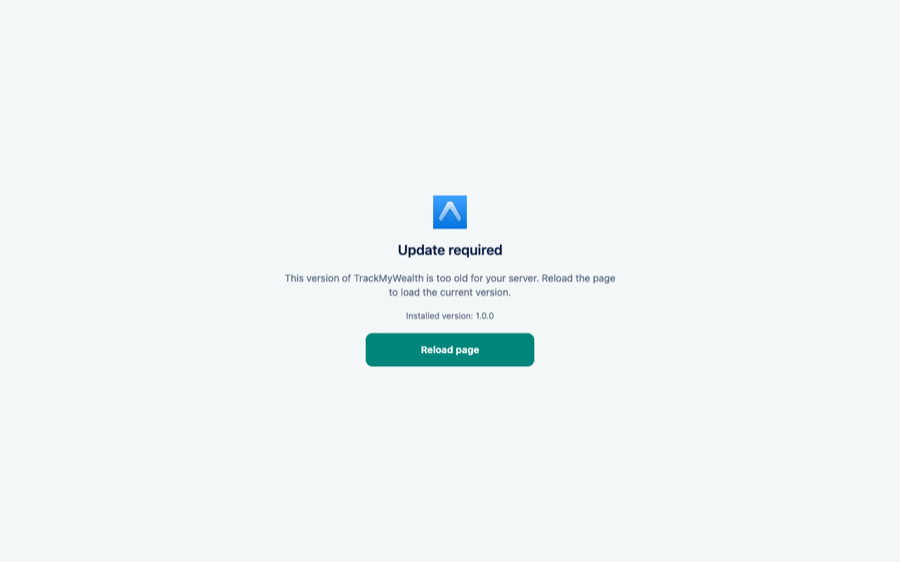 Update required
This version of TrackMyWealth is too old for your server. Reload the page
to load the current version.
Installed version: 1.0.0
Reload page